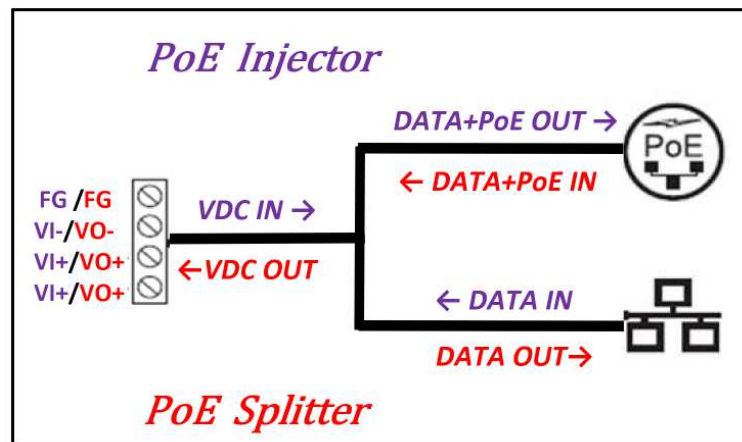 PoE Injector
DATA+PoE OUT →
PoE
← DATA+PoE IN
FG /FG
VI-/VO-
VI+/VO+
VI+/VO+
VDC IN →
←VDC OUT
← DATA IN
DATA OUT→
PoE Splitter